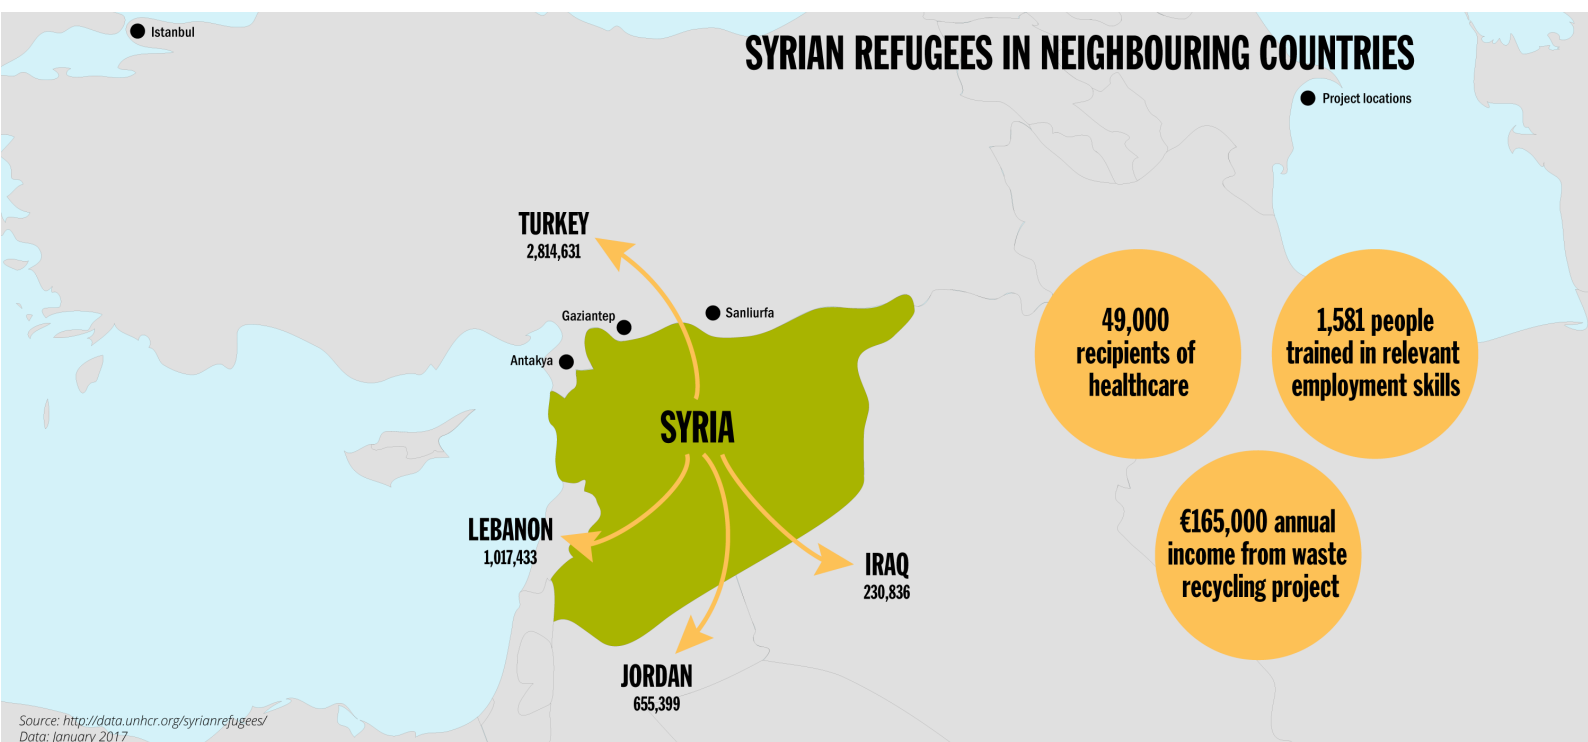 Istanbul
SYRIAN REFUGEES IN NEIGHBOURING COUNTRIES
Project locations
TURKEY
2,814,631
Gaziantep
Sanliurfa
Antakya
SYRIA
LEBANON
1,017,433
IRAQ
230,836
JORDAN
655,399
49,000
recipients of
healthcare
1,581 people
trained in relevant
employment skills
€165,000 annual
income from waste
recycling project
Source: http://data.unhcr.org/syrianrefugees/
Data: January 2017